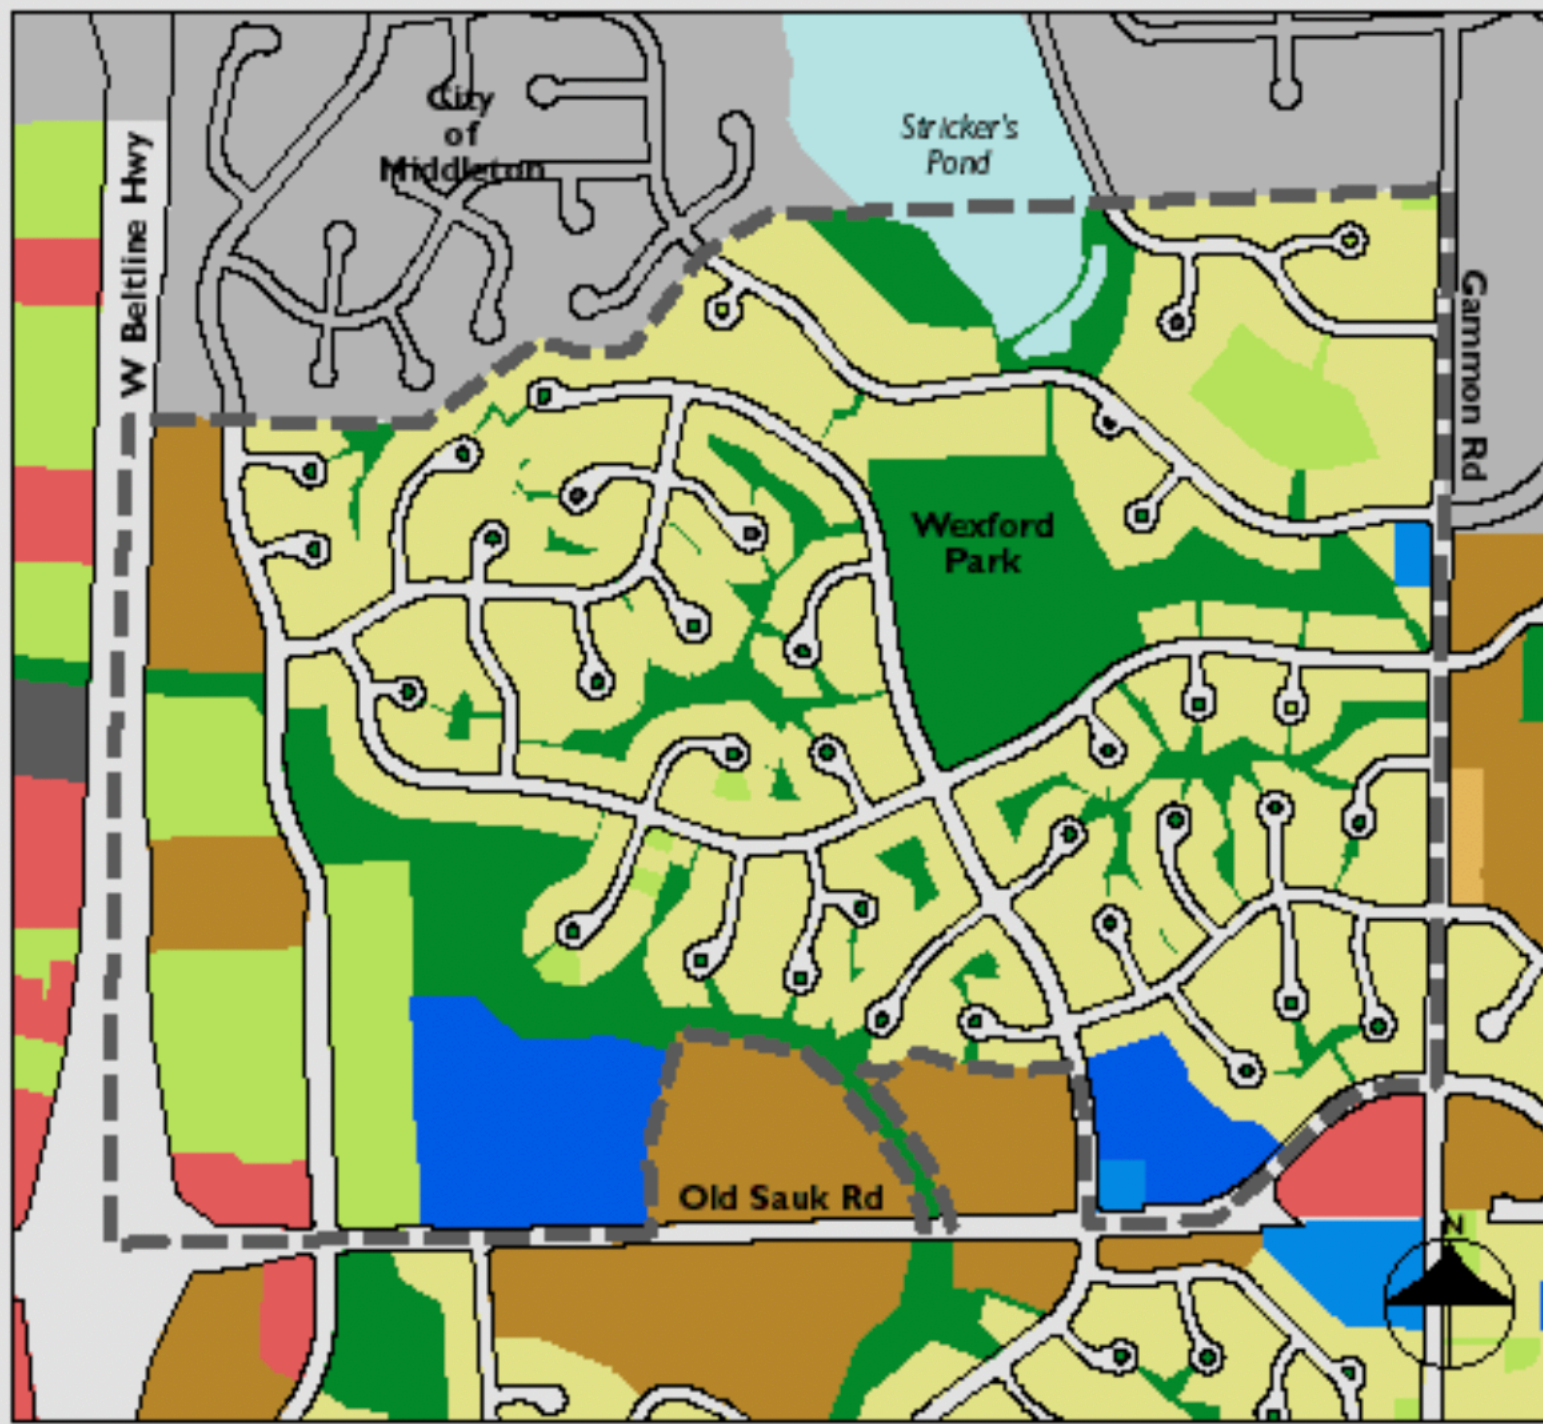 City
of
Middleton
Stricker's
Pond
W Beltline Hwy
Gammon Rd
Wexford
Park
Old Sauk Rd
N